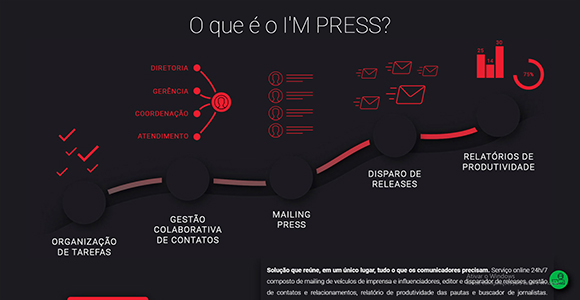 O que é o I'M PRESS?
DIRETORIA
GERÊNCIA
COORDENAÇÃO
ATENDIMENTO
25
14
30
75%
ORGANIZAÇÃO
DE TAREFAS
GESTÃO
COLABORATIVA
DE CONTATOS
MAILING
PRESS
DISPARO DE
RELEASES
RELATÓRIOS DE
PRODUTIVIDADE
Solução que reúne, em um único lugar, tudo o que os comunicadores precisam. Serviço online 24h/7
composto de mailing de veículos de imprensa e influenciadores, editor e disparador de releases, gestão
de contatos e relacionamentos, relatório de produtividade das pautas e buscador de jornalistas.
Ativar o Windows